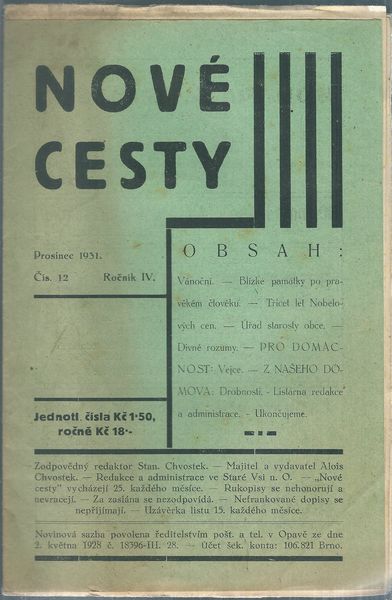 NOVÉ
CESTY
Prosinec 1931.
Čís. 12 Ročník IV.
OBSAH:
Vánoční. — Blízké památky po pra-
věkém člověku. — Třicet let Nobelo-
vých cen. — Úřad starosty obce. —
Divné rozumy. — PRO DOMÁC-
NOST: Vejce. — Z NAŠEHO DO-
MOVA: Drobnosti. - Listárna redakce
a administrace. - Ukončujeme.
Jednotl. čísla Kč 1·50,
ročně Kč 18·-
Zodpovědný redaktor Stan. Chvostek. — Majitel a vydavatel Alois
Chvostek. — Redakce a administrace ve Staré Vsi n. O. — „Nové
cesty" vycházejí 25. každého měsíce. — Rukopisy se nehonorují a
nevracejí. — Za zaslána se nezodpovídá. — Nefrankované dopisy se
nepřijímají. — Uzávěrka listu 15. každého měsíce.
Novinová sazba povolena ředitelstvím pošt. a tel. v Opavě ze dne
2. května 1928 č. 18396-III. 28. — Účet šek. konta: 106.821 Brno.